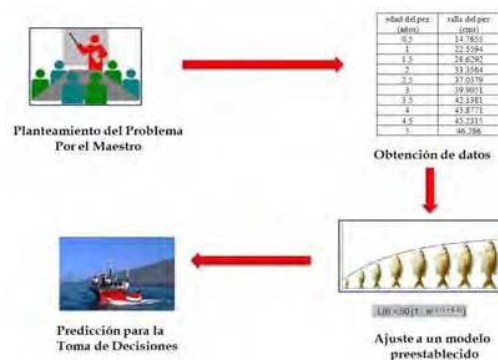 Planteamiento del Problema
Por el Maestro
edad del pez talla del pez
(años) (cms)
0.5 14.7655
1 22.5594
1.5 28.6292
2 33.3564
2.5 37.0379
3 39.9051
3.5 42.1381
4 43.8771
4.5 45.2315
5 46.286
Obtención de datos
Ajuste a un modelo
preestablecido
Predicción para la
Toma de Decisiones